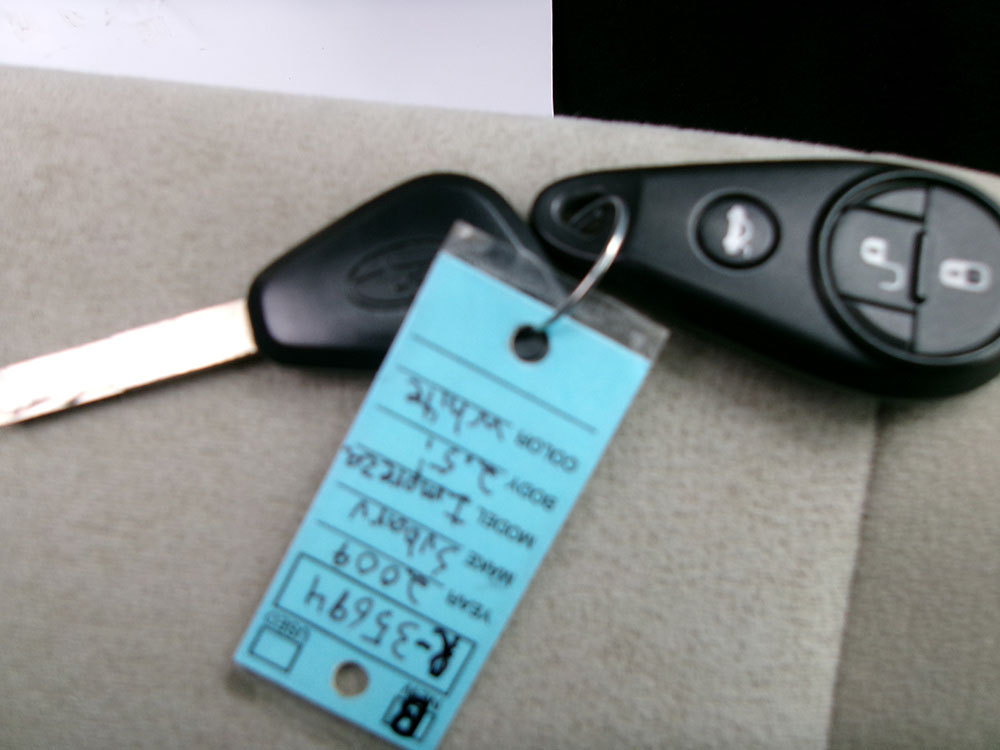 B
USED
R-35694
YEAR 2009
MAKE Subaru
MODEL Impreza
BODY 2.5i
COLOR White